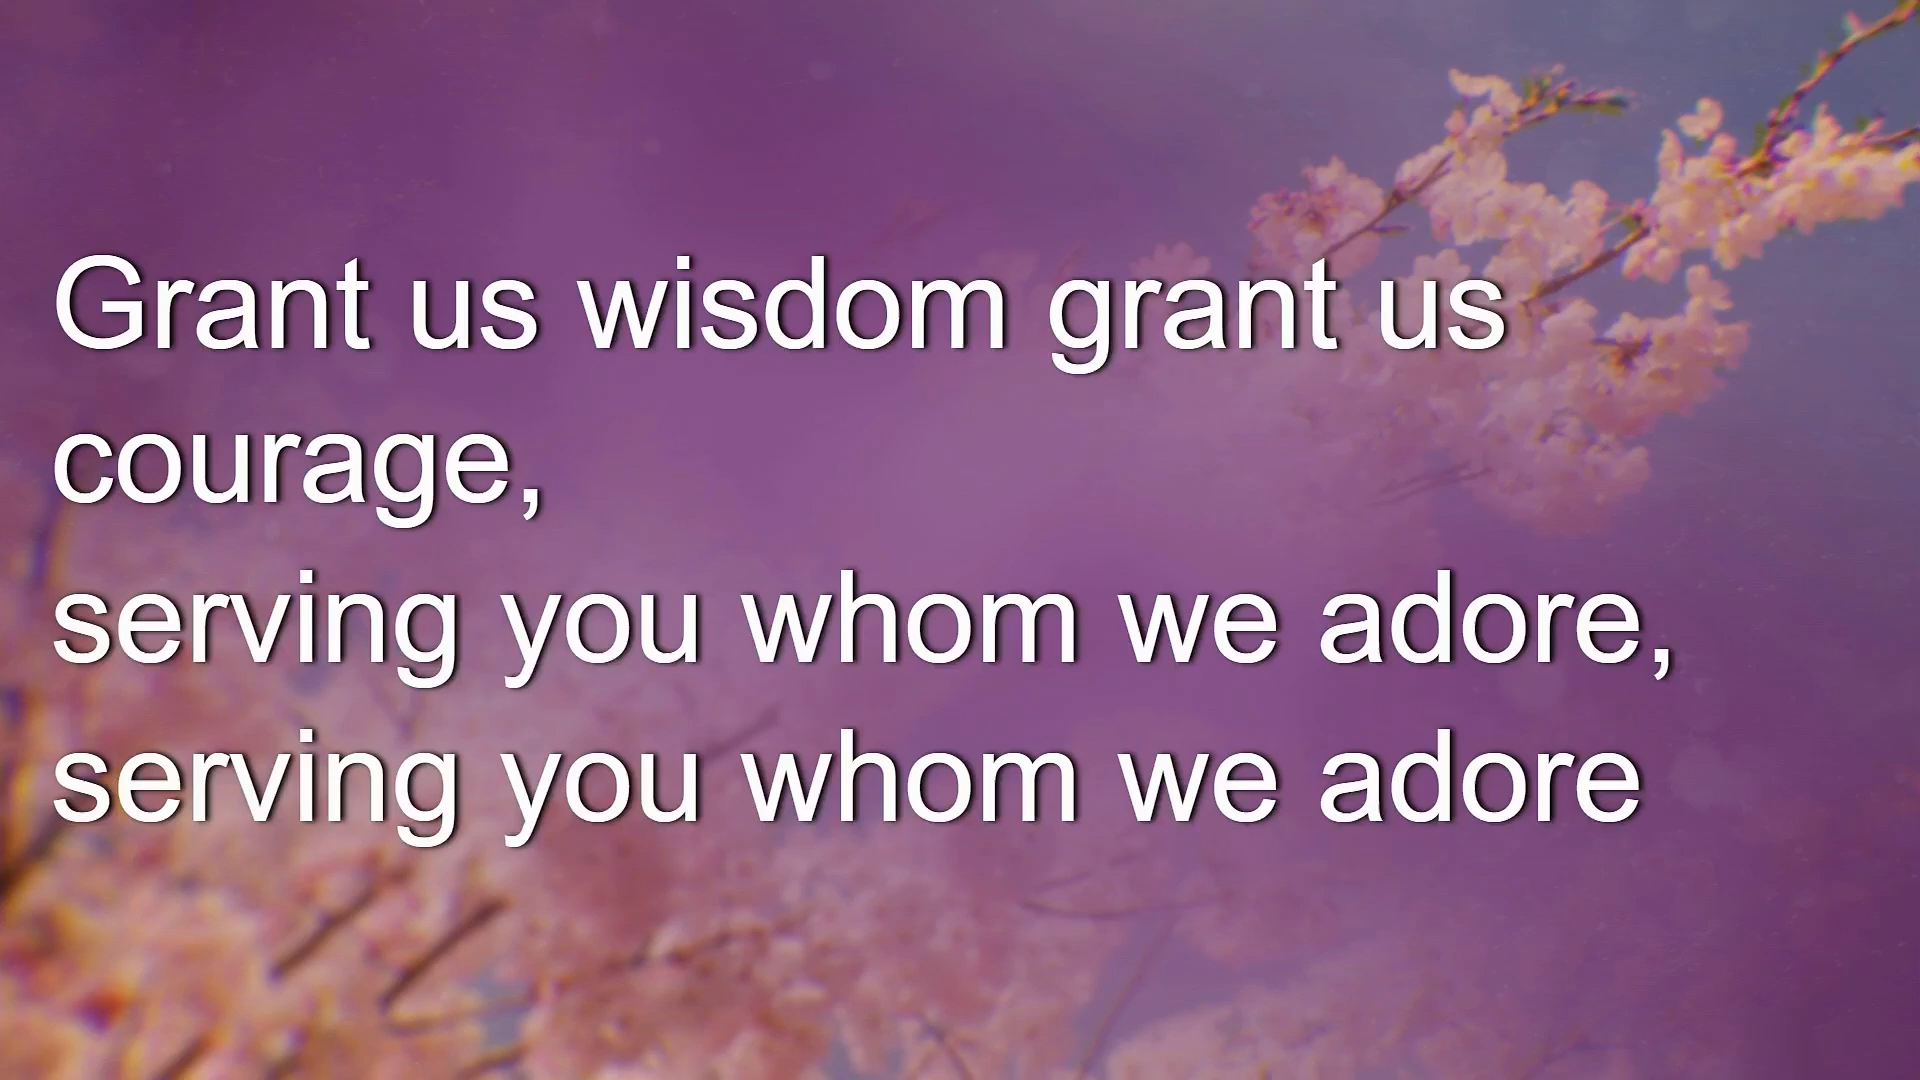 Grant us wisdom grant us
courage,
serving you whom we adore,
serving you whom we adore